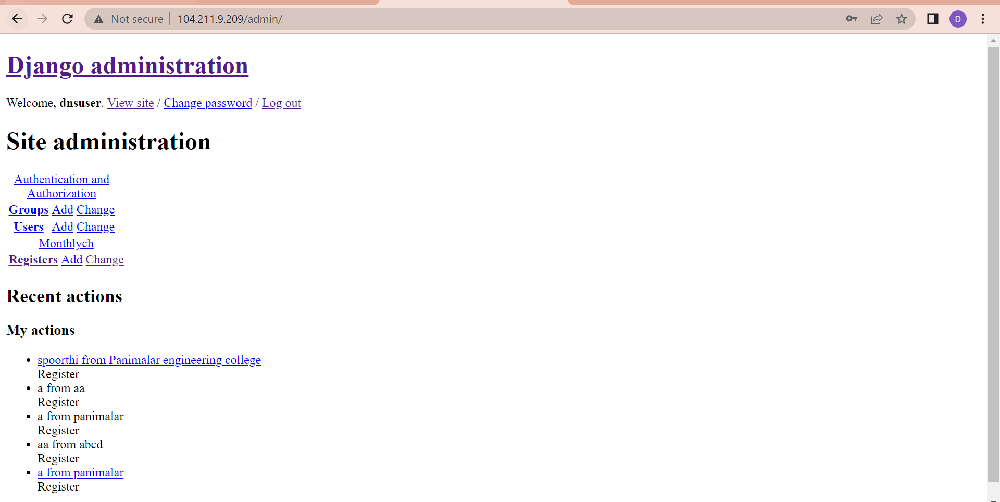 Not secure 104.211.9.209/admin/
D
Django administration
Welcome, dnsuser. View site / Change password / Log out
Site administration
Authentication and
Authorization
Groups Add Change
Users Add Change
Monthlych
Registers Add Change
Recent actions
My actions
spoorthi from Panimalar engineering college
Register
a from aa
Register
a from panimalar
Register
aa from abcd
Register
a from panimalar
Register